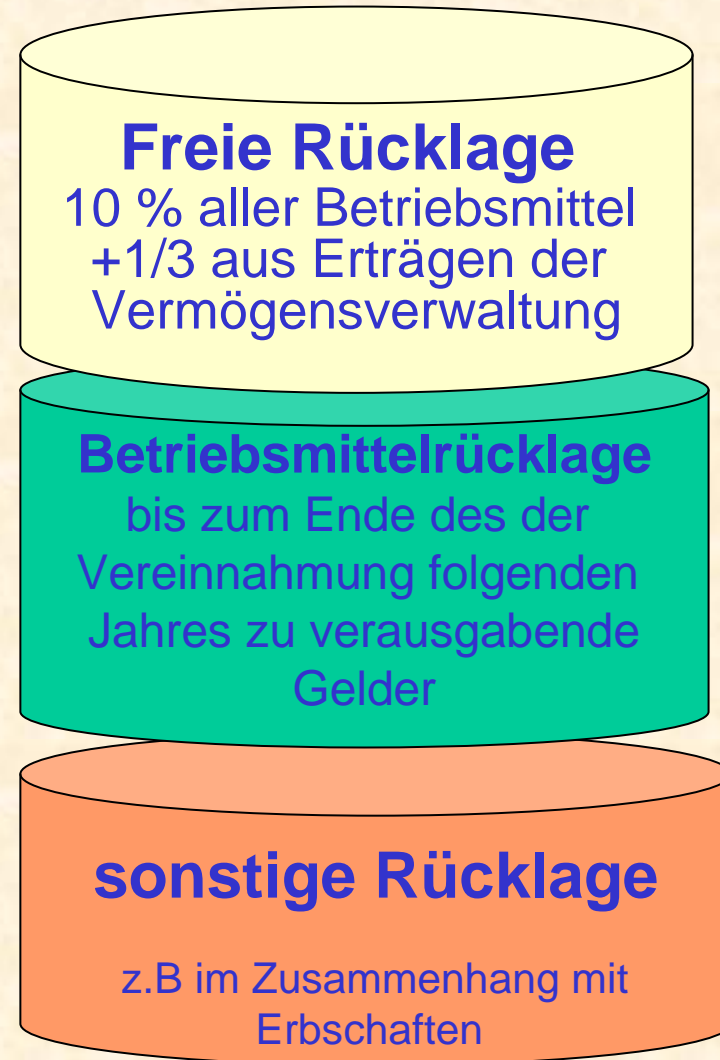 Freie Rücklage
10 % aller Betriebsmittel
+1/3 aus Erträgen der
Vermögensverwaltung
Betriebsmittelrücklage
bis zum Ende des der
Vereinnahmung folgenden
Jahres zu verausgabende
Gelder
sonstige Rücklage
z.B im Zusammenhang mit
Erbschaften